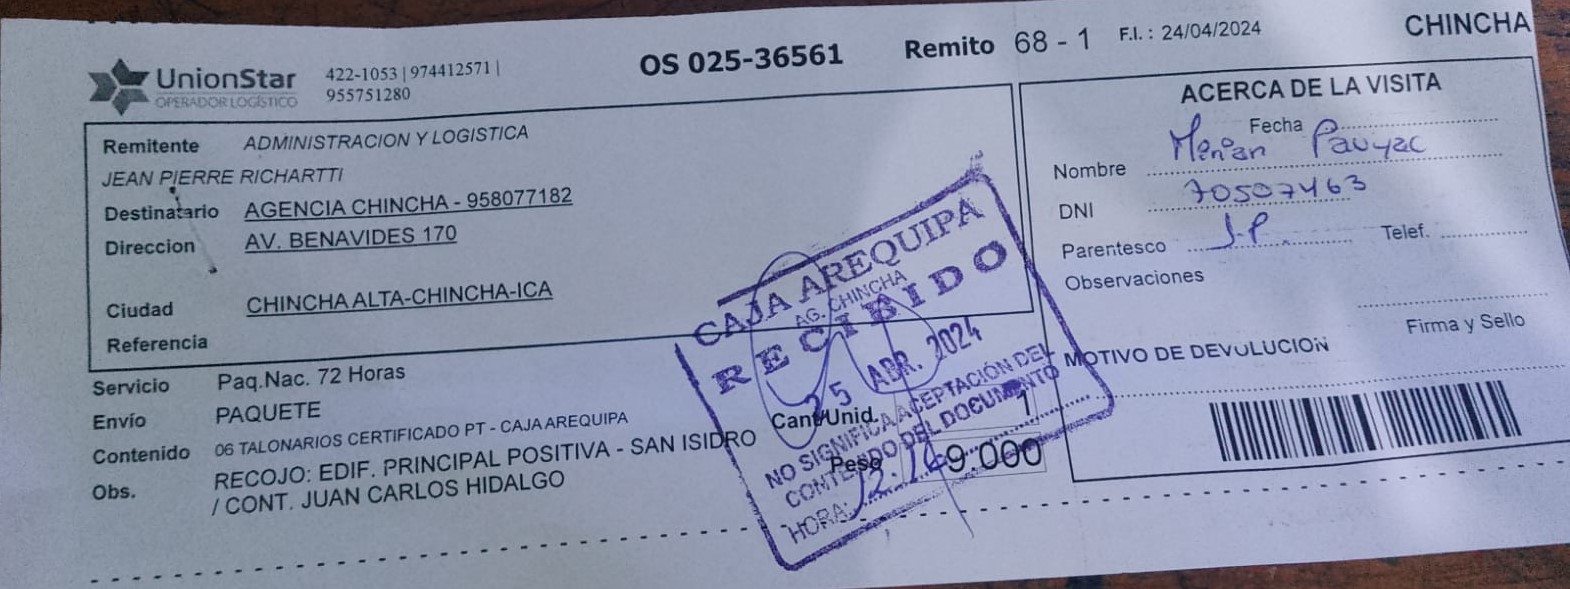 UnionStar
OPERADOR LOGÍSTICO
422-1053 | 974412571 |
955751280
OS 025-36561
Remito 68 - 1
F.I. : 24/04/2024
CHINCHA
Remitente ADMINISTRACION Y LOGISTICA
JEAN PIERRE RICHARTTI
Destinatario AGENCIA CHINCHA - 958077182
Direccion AV. BENAVIDES 170
Ciudad CHINCHA ALTA-CHINCHA-ICA
Referencia
Servicio Paq.Nac. 72 Horas
Envío PAQUETE
Contenido 06 TALONARIOS CERTIFICADO PT - CAJA AREQUIPA
Obs. RECOJO: EDIF. PRINCIPAL POSITIVA - SAN ISIDRO
/ CONT. JUAN CARLOS HIDALGO
Cant/Unid. 1
Peso 9.000
CAJA AREQUIPA
AG. CHINCHA
RECIBIDO
25 ABR. 2024
NO SIGNIFICA ACEPTACIÓN DEL
CONTENIDO DEL DOCUMENTO
HORA:
ACERCA DE LA VISITA
Fecha
Nombre
DNI 70507463
Parentesco J.P.
Telef.
Observaciones
Firma y Sello
MOTIVO DE DEVOLUCION